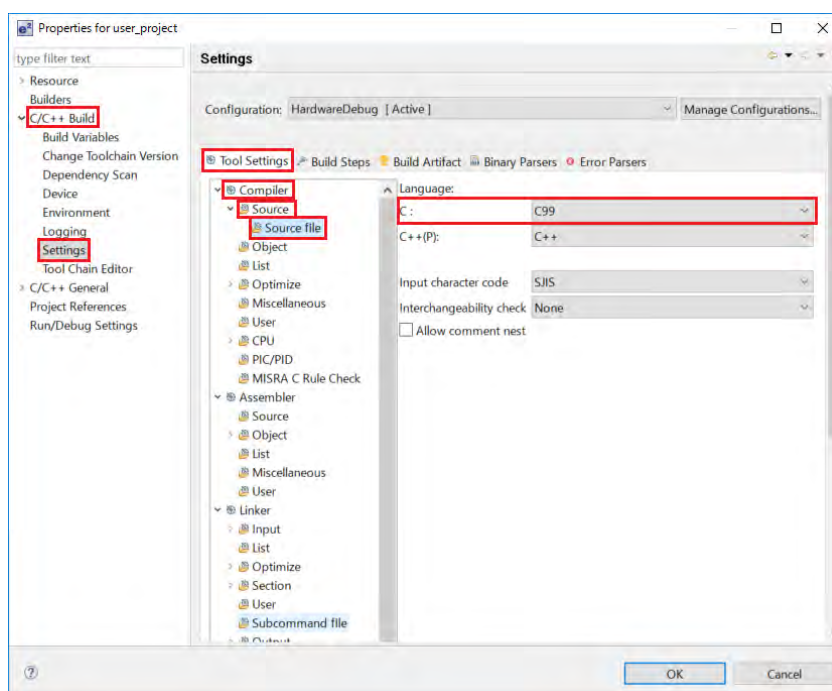 e² Properties for user_project
type filter text
Resource
Builders
C/C++ Build
Build Variables
Change Toolchain Version
Dependency Scan
Device
Environment
Logging
Settings
Tool Chain Editor
C/C++ General
Project References
Run/Debug Settings
Settings
Configuration: HardwareDebug [ Active ] Manage Configurations...
Tool Settings Build Steps Build Artifact Binary Parsers Error Parsers
Compiler
Source
Source file
Object
List
Optimize
Miscellaneous
User
CPU
PIC/PID
MISRA C Rule Check
Assembler
Source
Object
List
Miscellaneous
User
Linker
Input
List
Optimize
Section
User
Subcommand file
Output
Language:
C : C99
C++(P): C++
Input character code SJIS
Interchangeability check None
Allow comment nest
OK Cancel